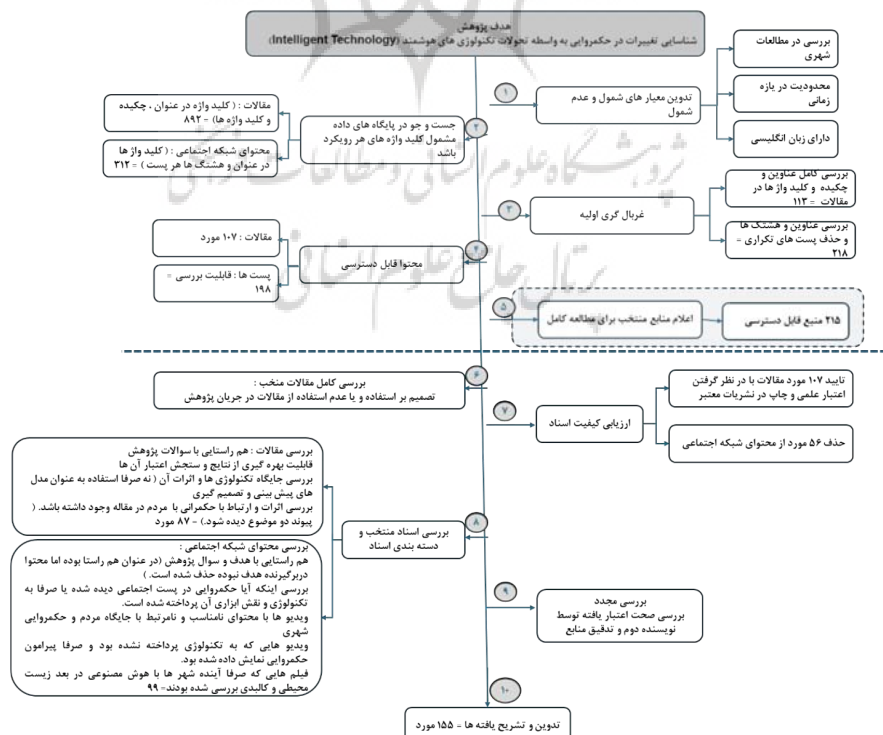 هدف پژوهش
شناسایی تغییرات در حکمروایی به واسطه تحولات تکنولوژی های هوشمند (Intelligent Technology)
۱
تدوین معیار های شمول و عدم
شمول
بررسی در مطالعات
شهری
محدودیت در بازه
زمانی
دارای زبان انگلیسی
۲
جست و جو در پایگاه های داده
مشمول کلید واژه های هر رویکرد
باشد
مقالات : ( کلید واژه در عنوان ، چکیده
و کلید واژه ها) = ۸۹۲
محتوای شبکه اجتماعی : ( کلید واژ ها
در عنوان و هشتگ ها هر پست ) = ۳۱۲
پژوهشگاه علوم انسانی و مطالعات فرهنگی
۳
غربال گری اولیه
بررسی کامل عناوین و
چکیده و کلید واژ ها در
مقالات = ۱۱۳
بررسی عناوین و هشتگ ها
و حذف پست های تکراری =
۲۱۸
۴
محتوا قابل دسترسی
مقالات : ۱۰۷ مورد
پست ها : قابلیت بررسی =
۱۹۸
پرتال جامع علوم انسانی
۵
اعلام منابع منتخب برای مطالعه کامل
۲۱۵ منبع قابل دسترسی
۶
بررسی کامل مقالات منخب :
تصمیم بر استفاده و یا عدم استفاده از مقالات در جریان پژوهش
۷
ارزیابی کیفیت اسناد
تایید ۱۰۷ مورد مقالات با در نظر گرفتن
اعتبار علمی و چاپ در نشریات معتبر
حذف ۵۶ مورد از محتوای شبکه اجتماعی
۸
بررسی اسناد منتخب و
دسته بندی اسناد
بررسی مقالات : هم راستایی با سوالات پژوهش
قابلیت بهره گیری از نتایج و سنجش اعتبار آن ها
بررسی جایگاه تکنولوژی ها و اثرات آن ( نه صرفا استفاده به عنوان مدل
های پیش بینی و تصمیم گیری
بررسی اثرات و ارتباط با حکمرانی با مردم در مقاله وجود داشته باشد. (
پیوند دو موضوع دیده شود.) = ۸۷ مورد
بررسی محتوای شبکه اجتماعی :
هم راستایی با هدف و سوال پژوهش (در عنوان هم راستا بوده اما محتوا
دربرگیرنده هدف نبوده حذف شده است. )
بررسی اینکه آیا حکمروایی در پست اجتماعی دیده شده یا صرفا به
تکنولوژی و نقش ابزاری آن پرداخته شده است.
ویدیو ها با محتوای نامناسب و نامرتبط با جایگاه مردم و حکمروایی
شهری
ویدیو هایی که به تکنولوژی پرداخته نشده بود و صرفا پیرامون
حکمروایی نمایش داده شده بود.
فیلم هایی که صرفا آینده شهر ها با هوش مصنوعی در بعد زیست
محیطی و کالبدی بررسی شده بودند= ۹۹
۹
بررسی مجدد
بررسی صحت اعتبار یافته توسط
نویسنده دوم و تدقیق منابع
۱۰
تدوین و تشریح یافته ها = ۱۵۵ مورد